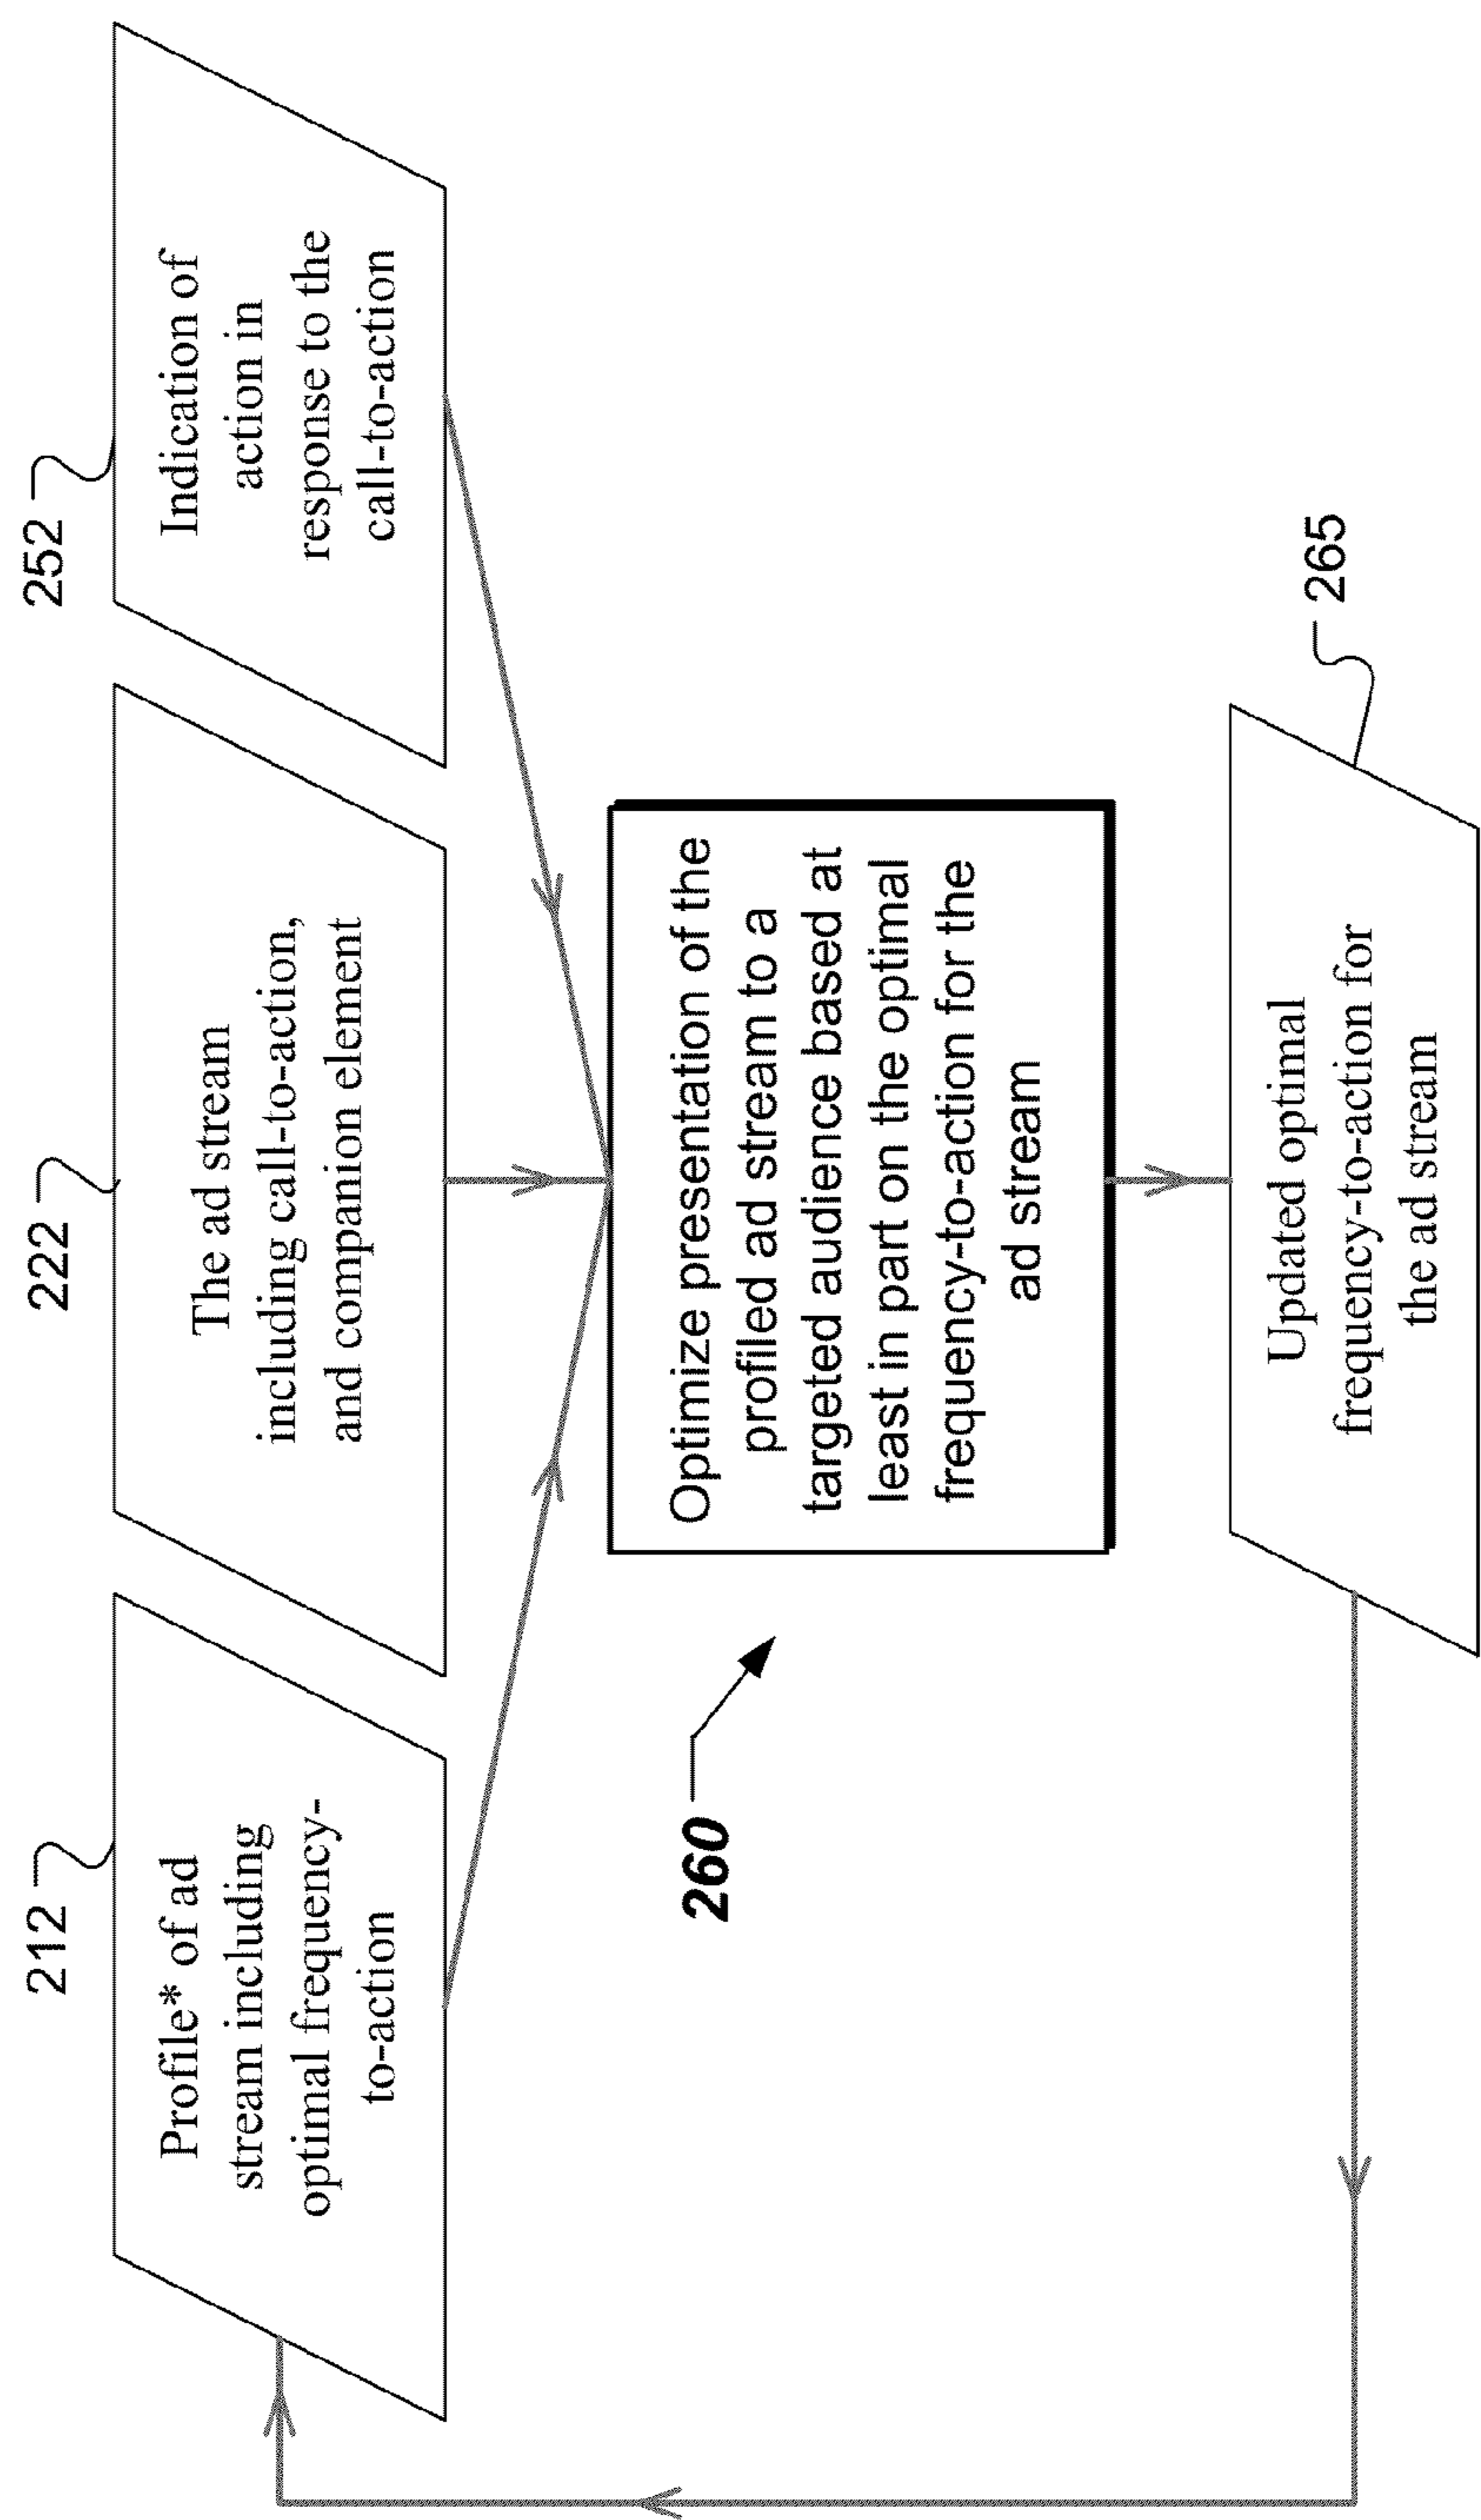 212
Profile* of ad
stream including
optimal frequency-
to-action
222
The ad stream
including call-to-action,
and companion element
252
Indication of
action in
response to the
call-to-action
260
Optimize presentation of the
profiled ad stream to a
targeted audience based at
least in part on the optimal
frequency-to-action for the
ad stream
Updated optimal
frequency-to-action for
the ad stream
265